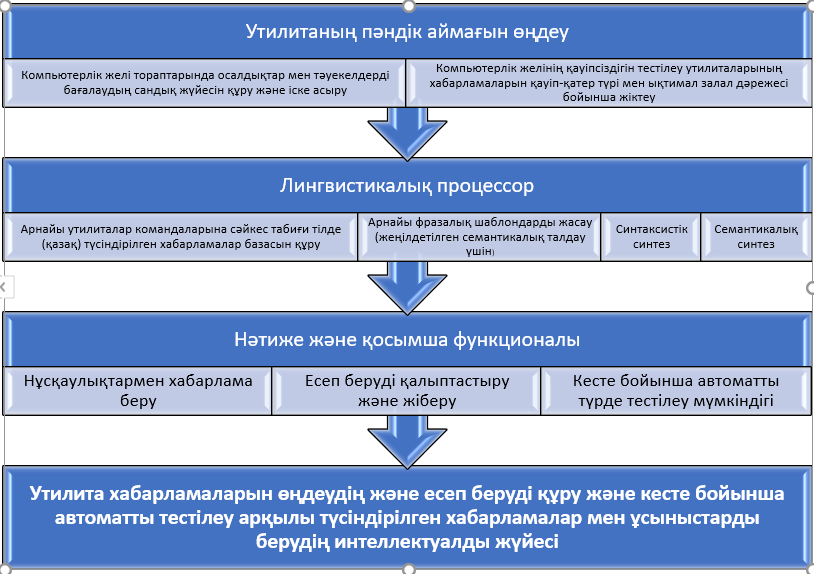 Утилитаның пәндік аймағын өңдеу
Компьютерлік желі тораптарында осалдықтар мен тәуекелдерді
бағалаудың сандық жүйесін құру және іске асыру
Компьютерлік желінің қауіпсіздігін тестілеу утилиталарының
хабарламаларын қауіп-қатер түрі мен ықтимал залал дәрежесі
бойынша жіктеу
Лингвистикалық процессор
Арнайы утилиталар командаларына сәйкес табиғи тілде
(қазақ) түсіндірілген хабарламалар базасын құру
Арнайы фразалық шаблондарды жасау
(жеңілдетілген семантикалық талдау
үшін)
Синтаксистік
синтез
Семантикалық
синтез
Нәтиже және қосымша функционалы
Нұсқаулықтармен хабарлама
беру
Есеп беруді қалыптастыру
және жіберу
Кесте бойынша автоматты
түрде тестілеу мүмкіндігі
Утилита хабарламаларын өңдеудің және есеп беруді құру және кесте бойынша
автоматты тестілеу арқылы түсіндірілген хабарламалар мен ұсыныстарды
берудің интеллектуалды жүйесі